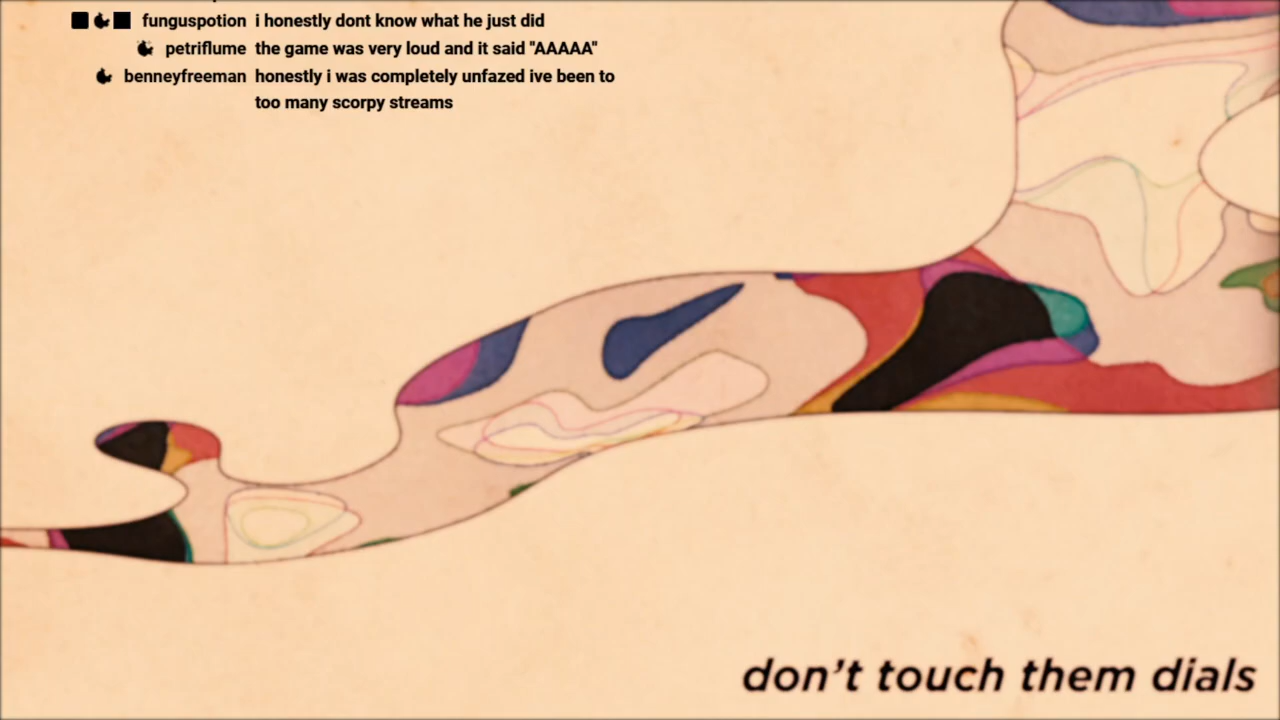 funguspotion i honestly dont know what he just did
petriflume the game was very loud and it said "AAAAA"
benneyfreeman honestly i was completely unfazed ive been to
too many scorpy streams
don't touch them dials